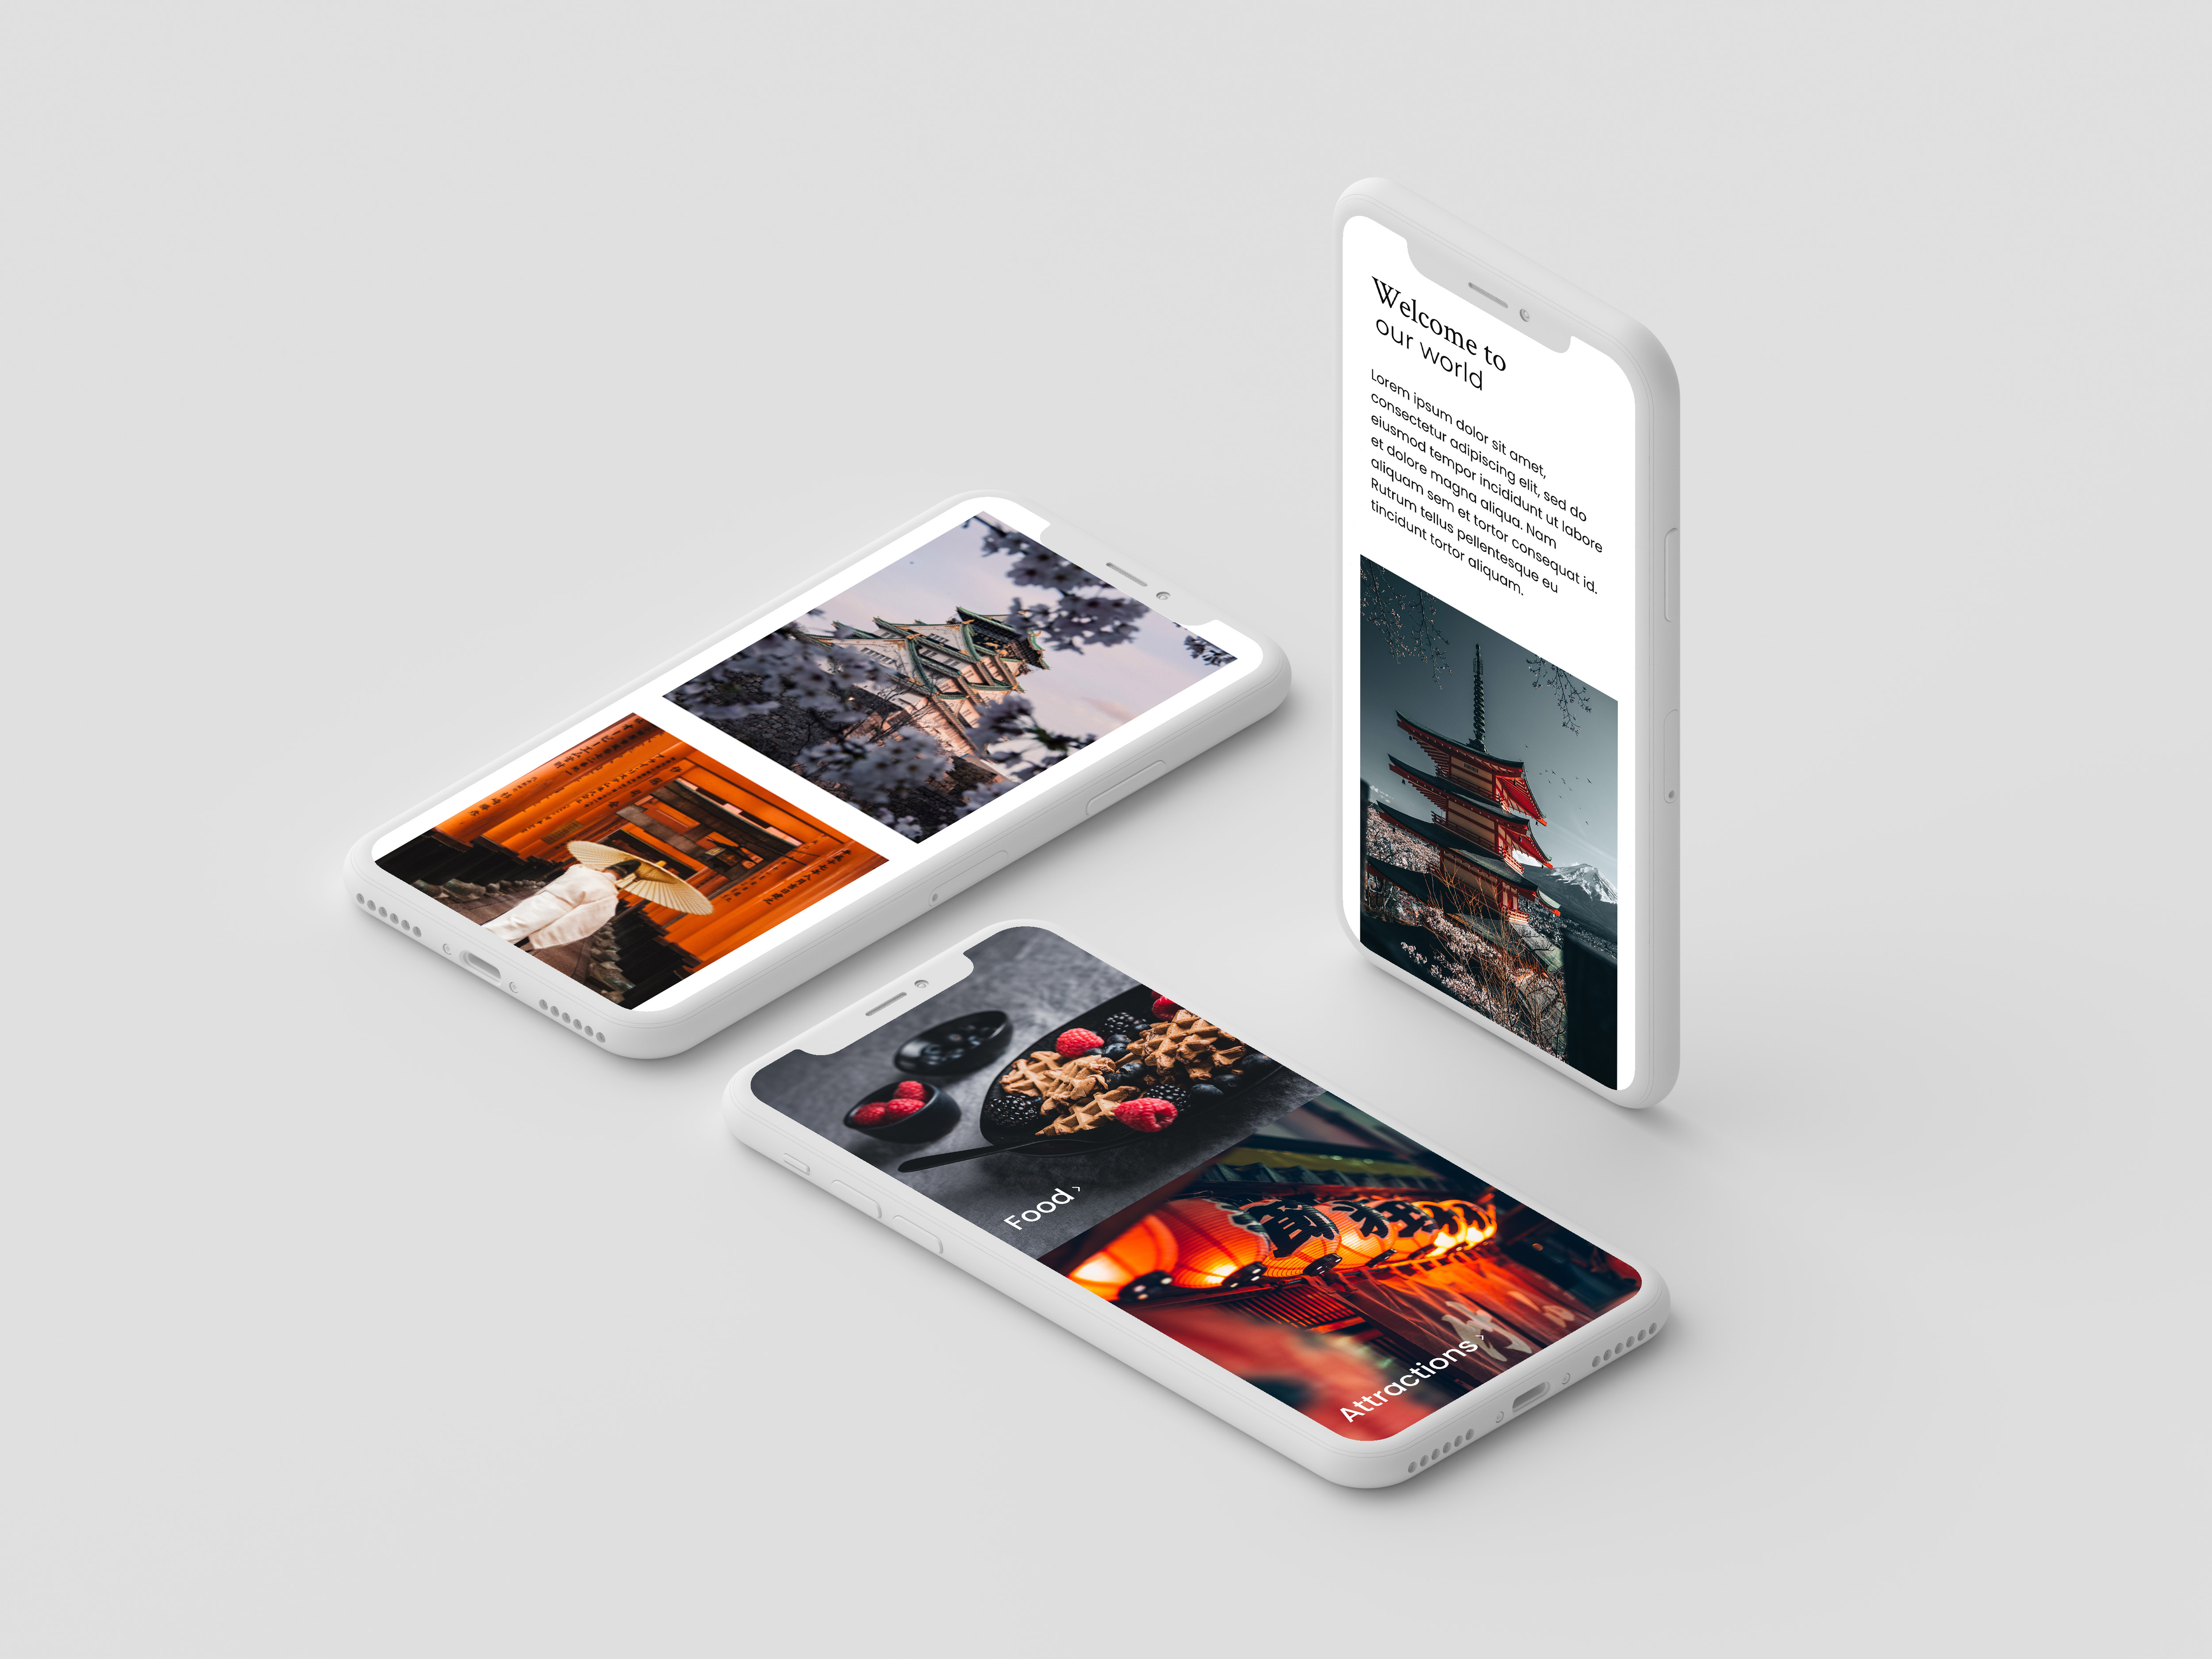 Welcome to
our world
Lorem ipsum dolor sit amet,
consectetur adipiscing elit, sed do
eiusmod tempor incididunt ut labore
et dolore magna aliqua. Nam
aliquam sem et tortor consequat id.
Rutrum tellus pellentesque eu
tincidunt tortor aliquam.
Food ›
Attractions ›